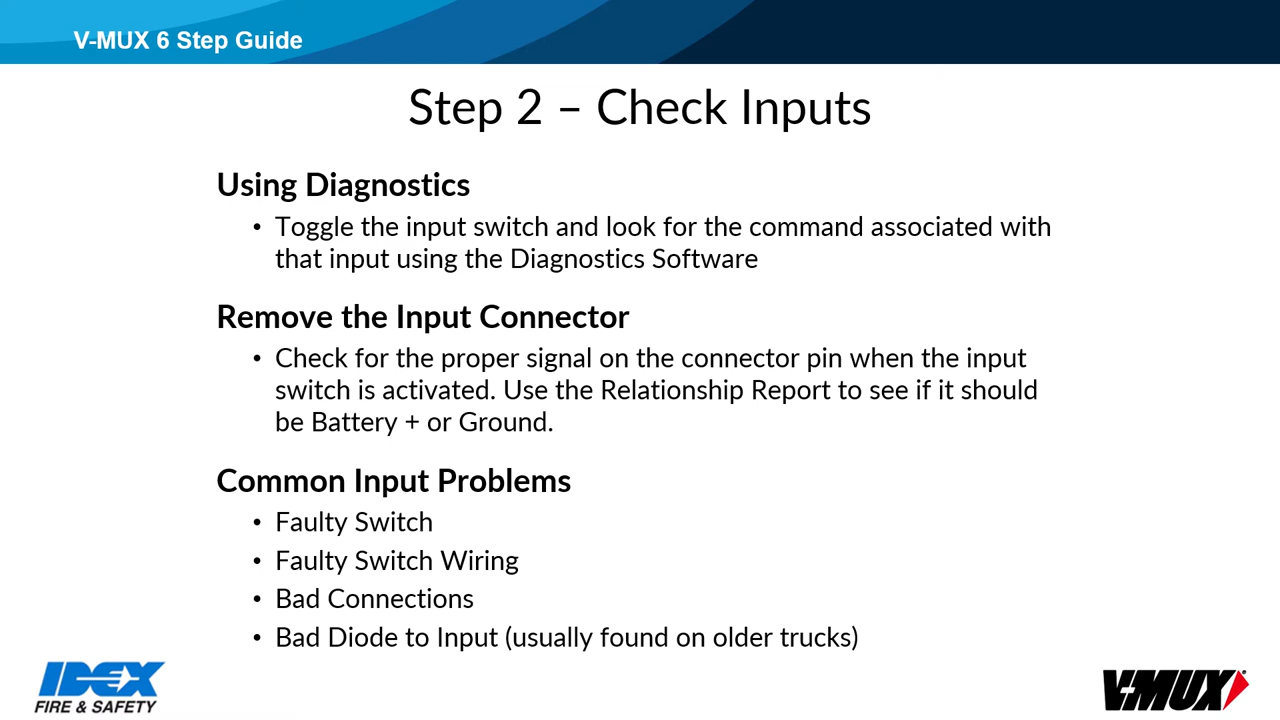 V-MUX 6 Step Guide
Step 2 – Check Inputs
Using Diagnostics
• Toggle the input switch and look for the command associated with
that input using the Diagnostics Software
Remove the Input Connector
• Check for the proper signal on the connector pin when the input
switch is activated. Use the Relationship Report to see if it should
be Battery + or Ground.
Common Input Problems
• Faulty Switch
• Faulty Switch Wiring
• Bad Connections
• Bad Diode to Input (usually found on older trucks)
IDEX
FIRE & SAFETY
V-MUX